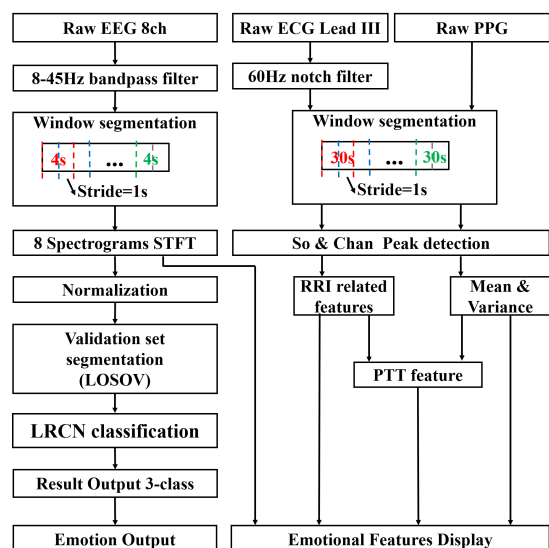 Raw EEG 8ch
Raw ECG Lead III
Raw PPG
8-45Hz bandpass filter
60Hz notch filter
Window segmentation
4s
...
4s
Stride=1s
Window segmentation
30s
...
30s
Stride=1s
8 Spectrograms STFT
So & Chan Peak detection
Normalization
RRI related
features
Mean &
Variance
Validation set
segmentation
(LOSOV)
PTT feature
LRCN classification
Result Output 3-class
Emotion Output
Emotional Features Display